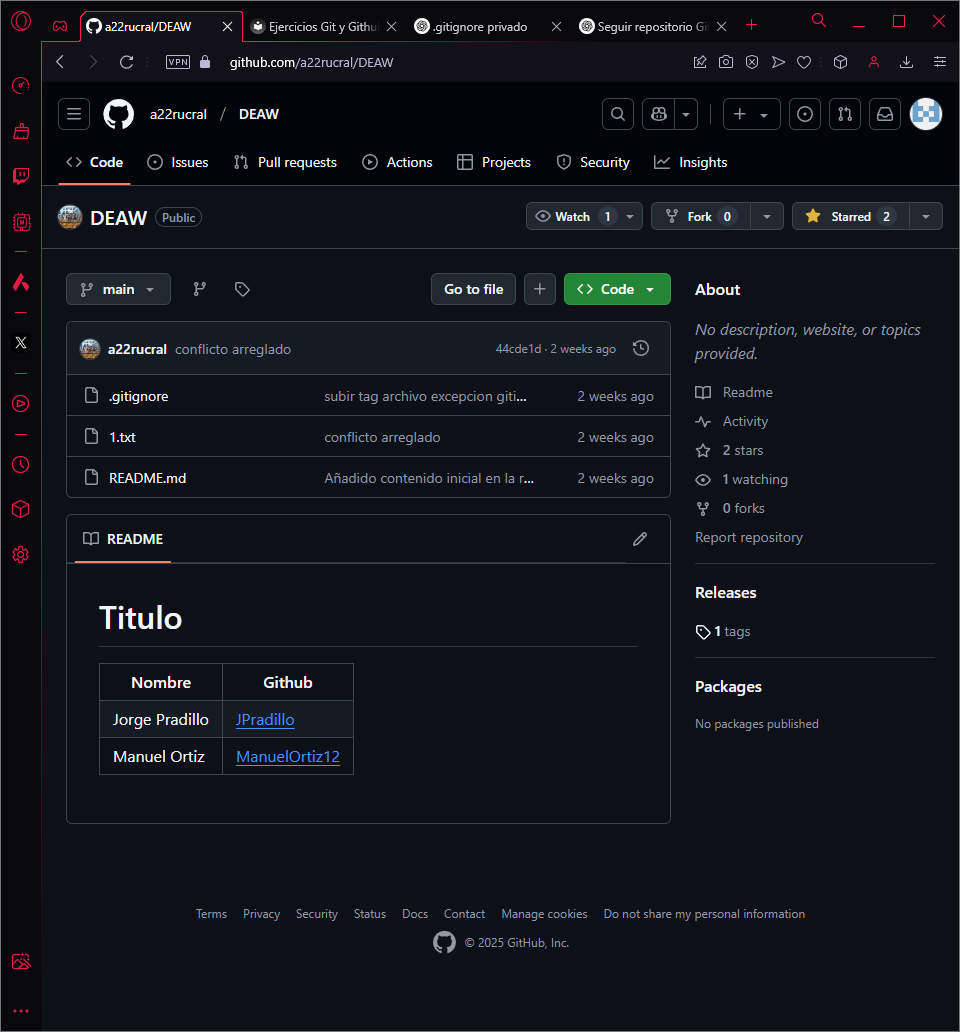 a22rucral/DEAW
Ejercicios Git y Githu
.gitignore privado
Seguir repositorio Gi
VPN
github.com/a22rucral/DEAW
a22rucral / DEAW
Code
Issues
Pull requests
Actions
Projects
Security
Insights
DEAW
Public
Watch 1
Fork 0
Starred 2
main
Go to file
Code
a22rucral conflicto arreglado
44cde1d · 2 weeks ago
.gitignore
subir tag archivo excepcion giti...
2 weeks ago
1.txt
conflicto arreglado
2 weeks ago
README.md
Añadido contenido inicial en la r...
2 weeks ago
README
Titulo
Nombre Github
Jorge Pradillo JPradillo
Manuel Ortiz ManuelOrtiz12
About
No description, website, or topics
provided.
Readme
Activity
2 stars
1 watching
0 forks
Report repository
Releases
1 tags
Packages
No packages published
Terms Privacy Security Status Docs Contact Manage cookies Do not share my personal information
© 2025 GitHub, Inc.